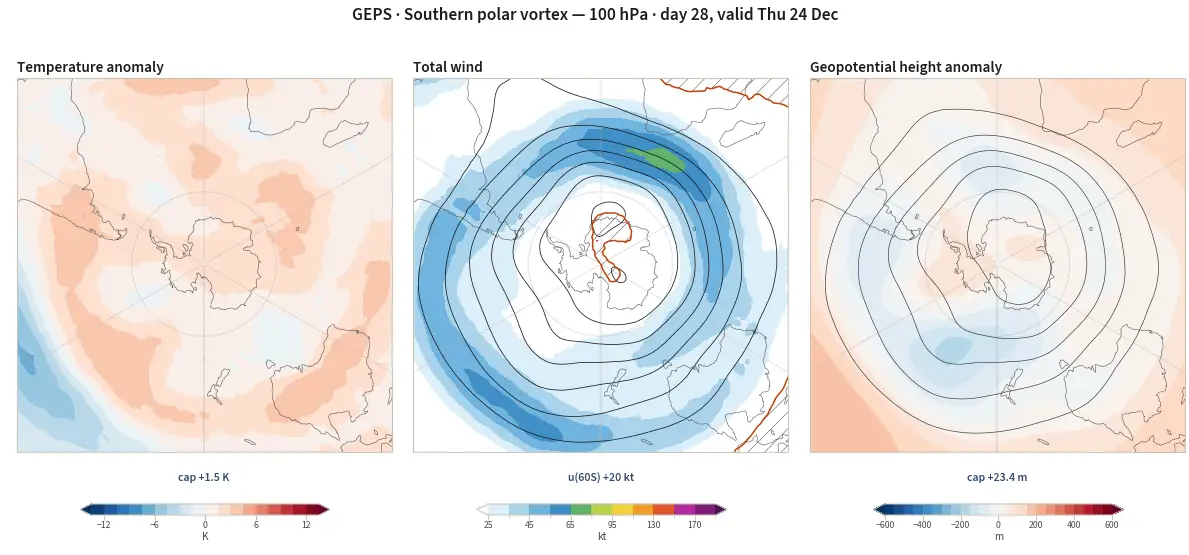 GEPS · Southern polar vortex — 100 hPa · day 28, valid Thu 24 Dec
Temperature anomaly
Total wind
Geopotential height anomaly
cap +1.5 K
u(60S) +20 kt
cap +23.4 m
−12 −6 0 6 12
K
25 45 65 95 130 170
kt
−600 −400 −200 0 200 400 600
m